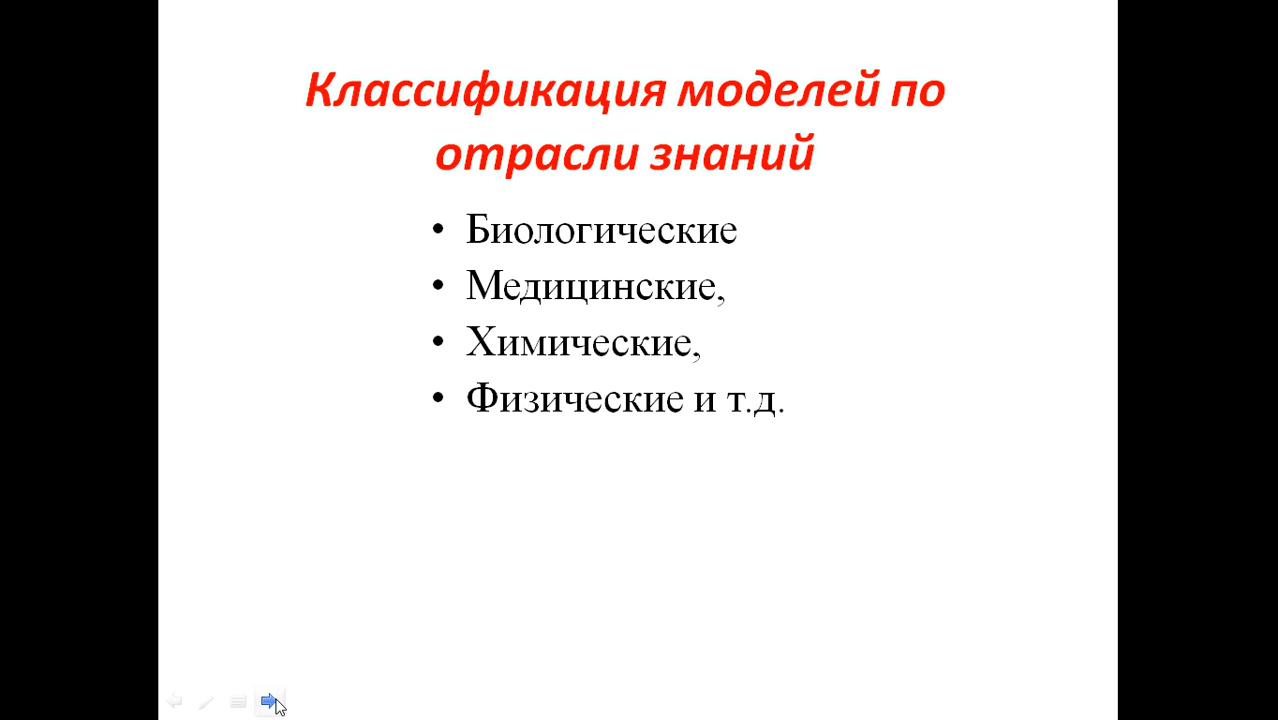 Классификация моделей по
отрасли знаний
• Биологические
• Медицинские,
• Химические,
• Физические и т.д.